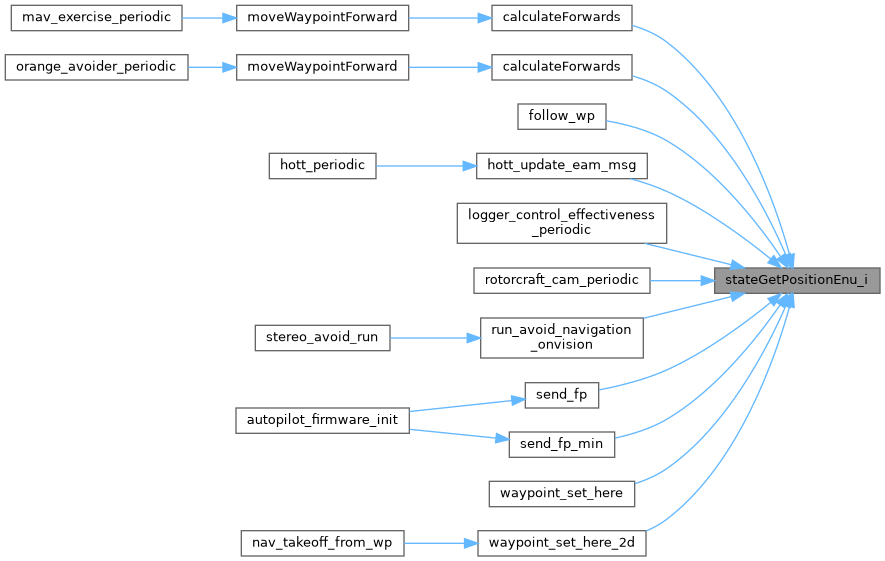 mav_exercise_periodic
moveWaypointForward
calculateForwards
orange_avoider_periodic
moveWaypointForward
calculateForwards
follow_wp
hott_periodic
hott_update_eam_msg
logger_control_effectiveness
_periodic
stateGetPositionEnu_i
rotorcraft_cam_periodic
stereo_avoid_run
run_avoid_navigation
_onvision
send_fp
autopilot_firmware_init
send_fp_min
waypoint_set_here
nav_takeoff_from_wp
waypoint_set_here_2d